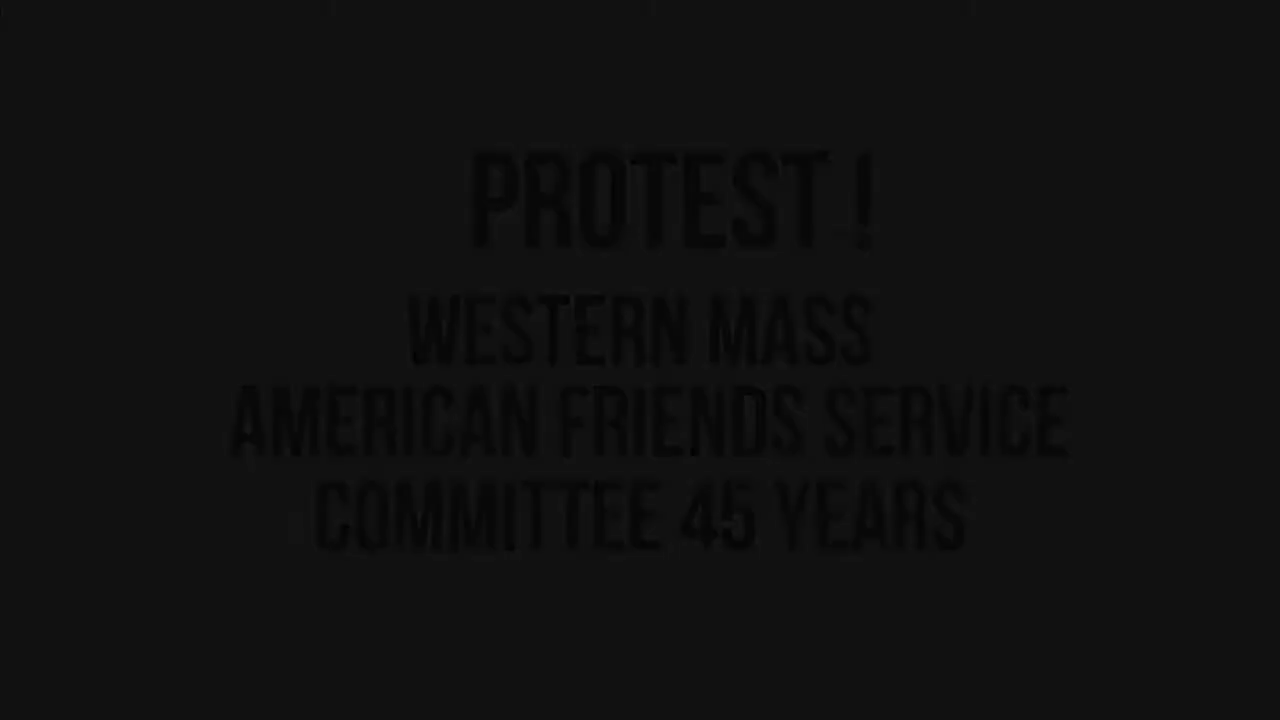 PROTEST !
WESTERN MASS
AMERICAN FRIENDS SERVICE
COMMITTEE 45 YEARS